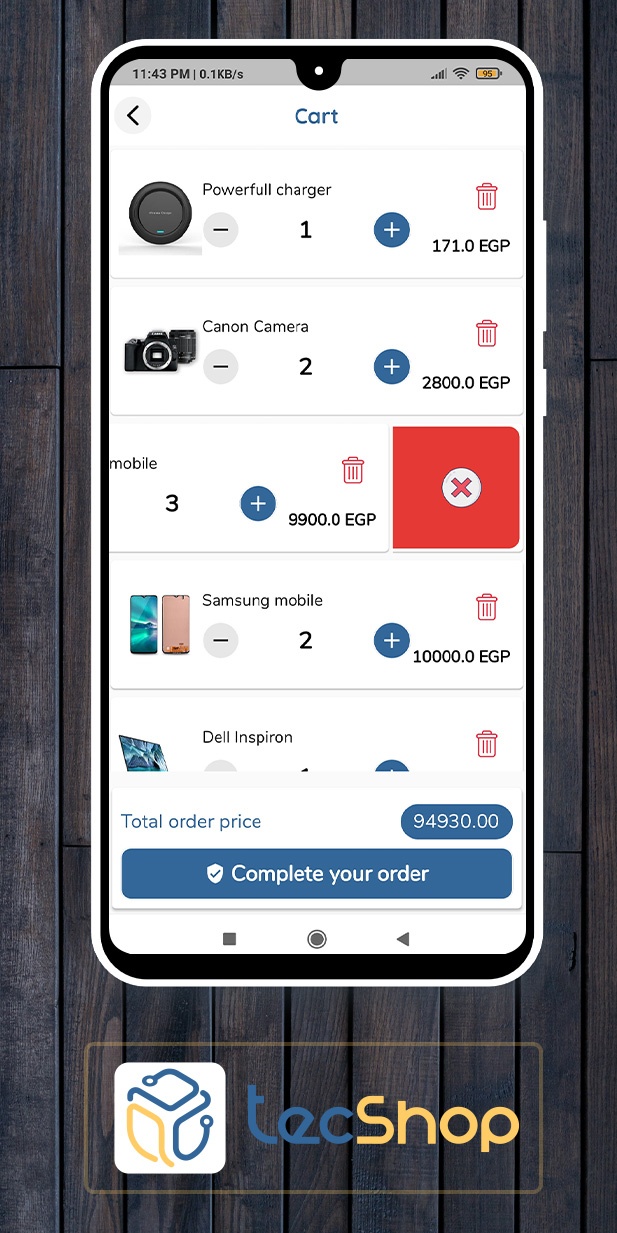 11:43 PM | 0.1KB/s
95
Cart
Powerfull charger
1
171.0 EGP
Canon Camera
2
2800.0 EGP
mobile
3
9900.0 EGP
Samsung mobile
2
10000.0 EGP
Dell Inspiron
Total order price
94930.00
Complete your order
tecShop